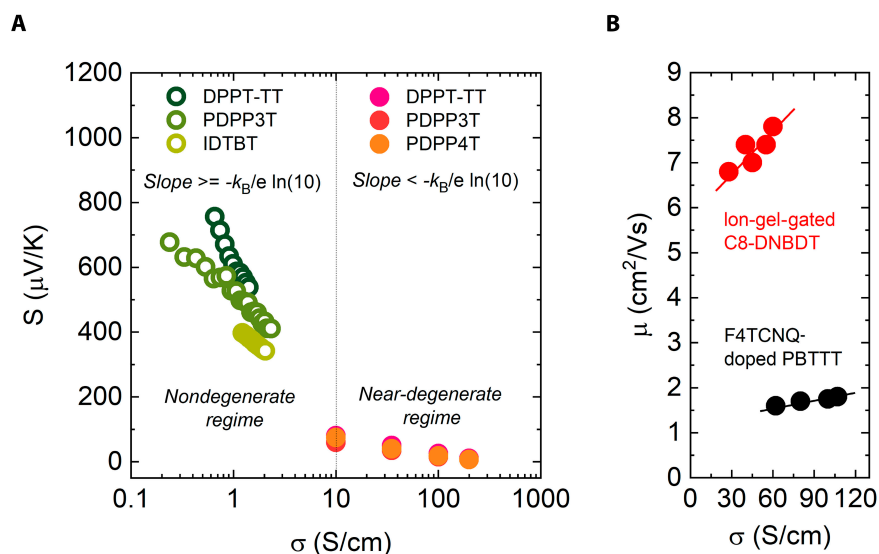 A
B
1200
1000
800
600
400
200
0
S (μV/K)
DPPT-TT
PDPP3T
IDTBT
DPPT-TT
PDPP3T
PDPP4T
Slope >= -kB/e ln(10)
Slope < -kB/e ln(10)
Nondegenerate
regime
Near-degenerate
regime
0.1
1
10
100
1000
σ (S/cm)
9
8
7
6
5
4
3
2
1
0
μ (cm²/Vs)
Ion-gel-gated
C8-DNBDT
F4TCNQ-
doped PBTTT
0
30
60
90
120
σ (S/cm)